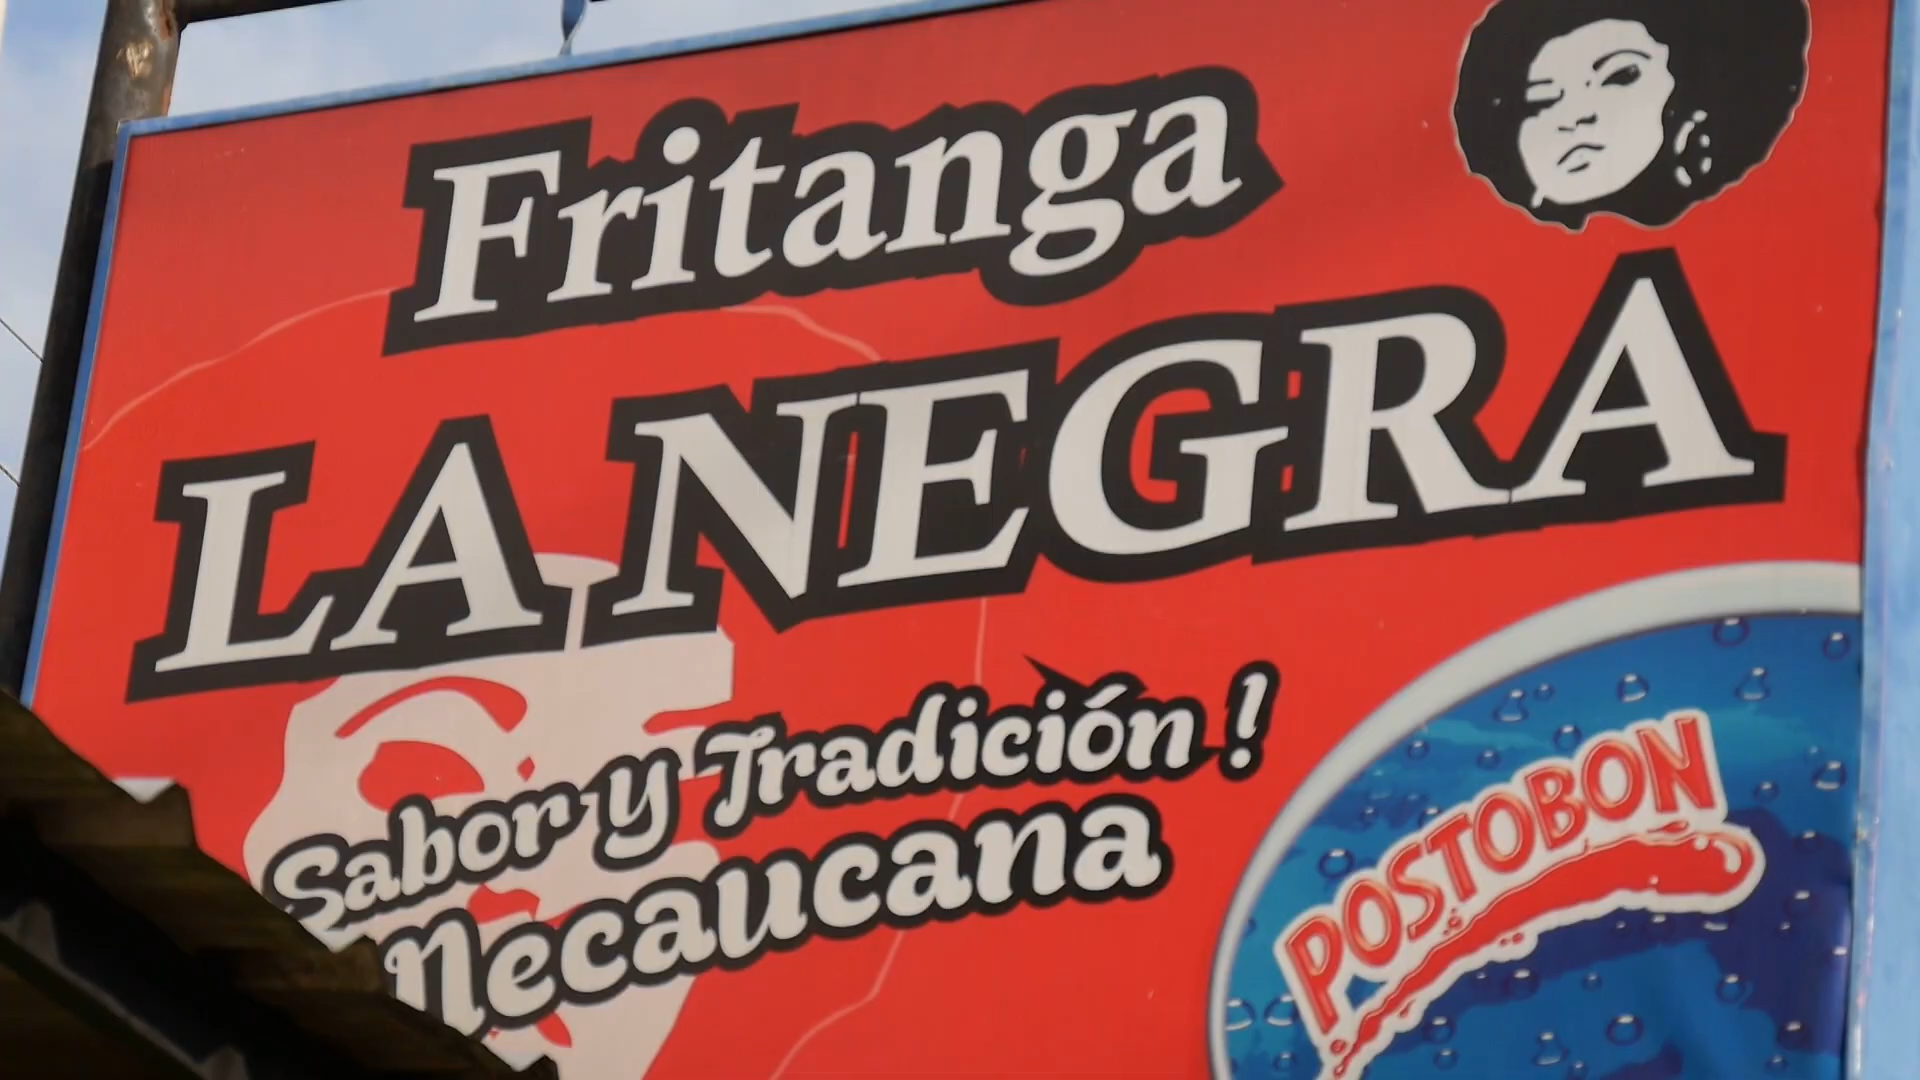 Fritanga
LA NEGRA
Sabor y Tradición !
Necaucana
POSTOBON